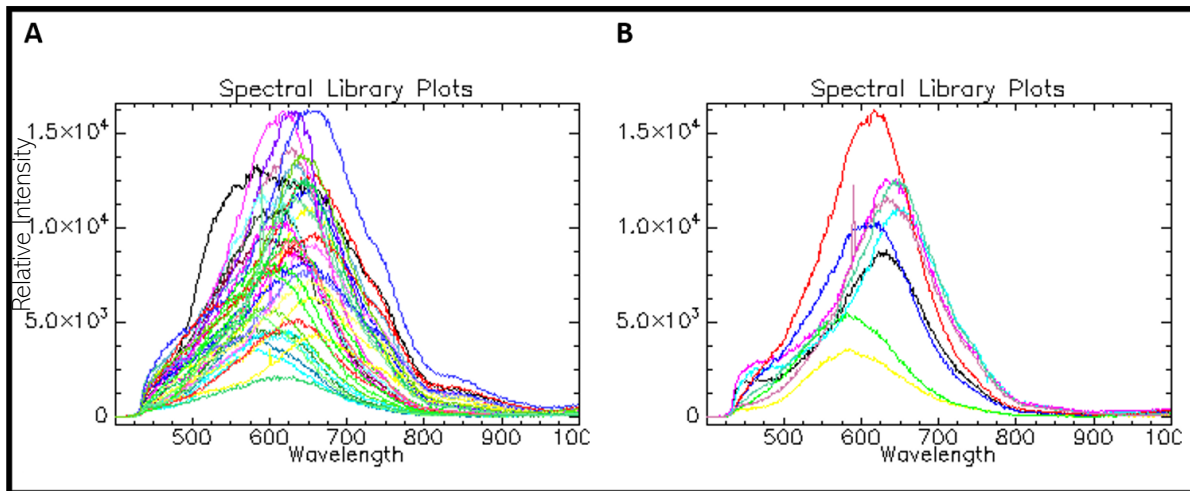 A
Spectral Library Plots
Relative Intensity
1.5×10⁴
1.0×10⁴
5.0×10³
0
500 600 700 800 900 100
Wavelength
B
Spectral Library Plots
1.5×10⁴
1.0×10⁴
5.0×10³
0
500 600 700 800 900 100
Wavelength